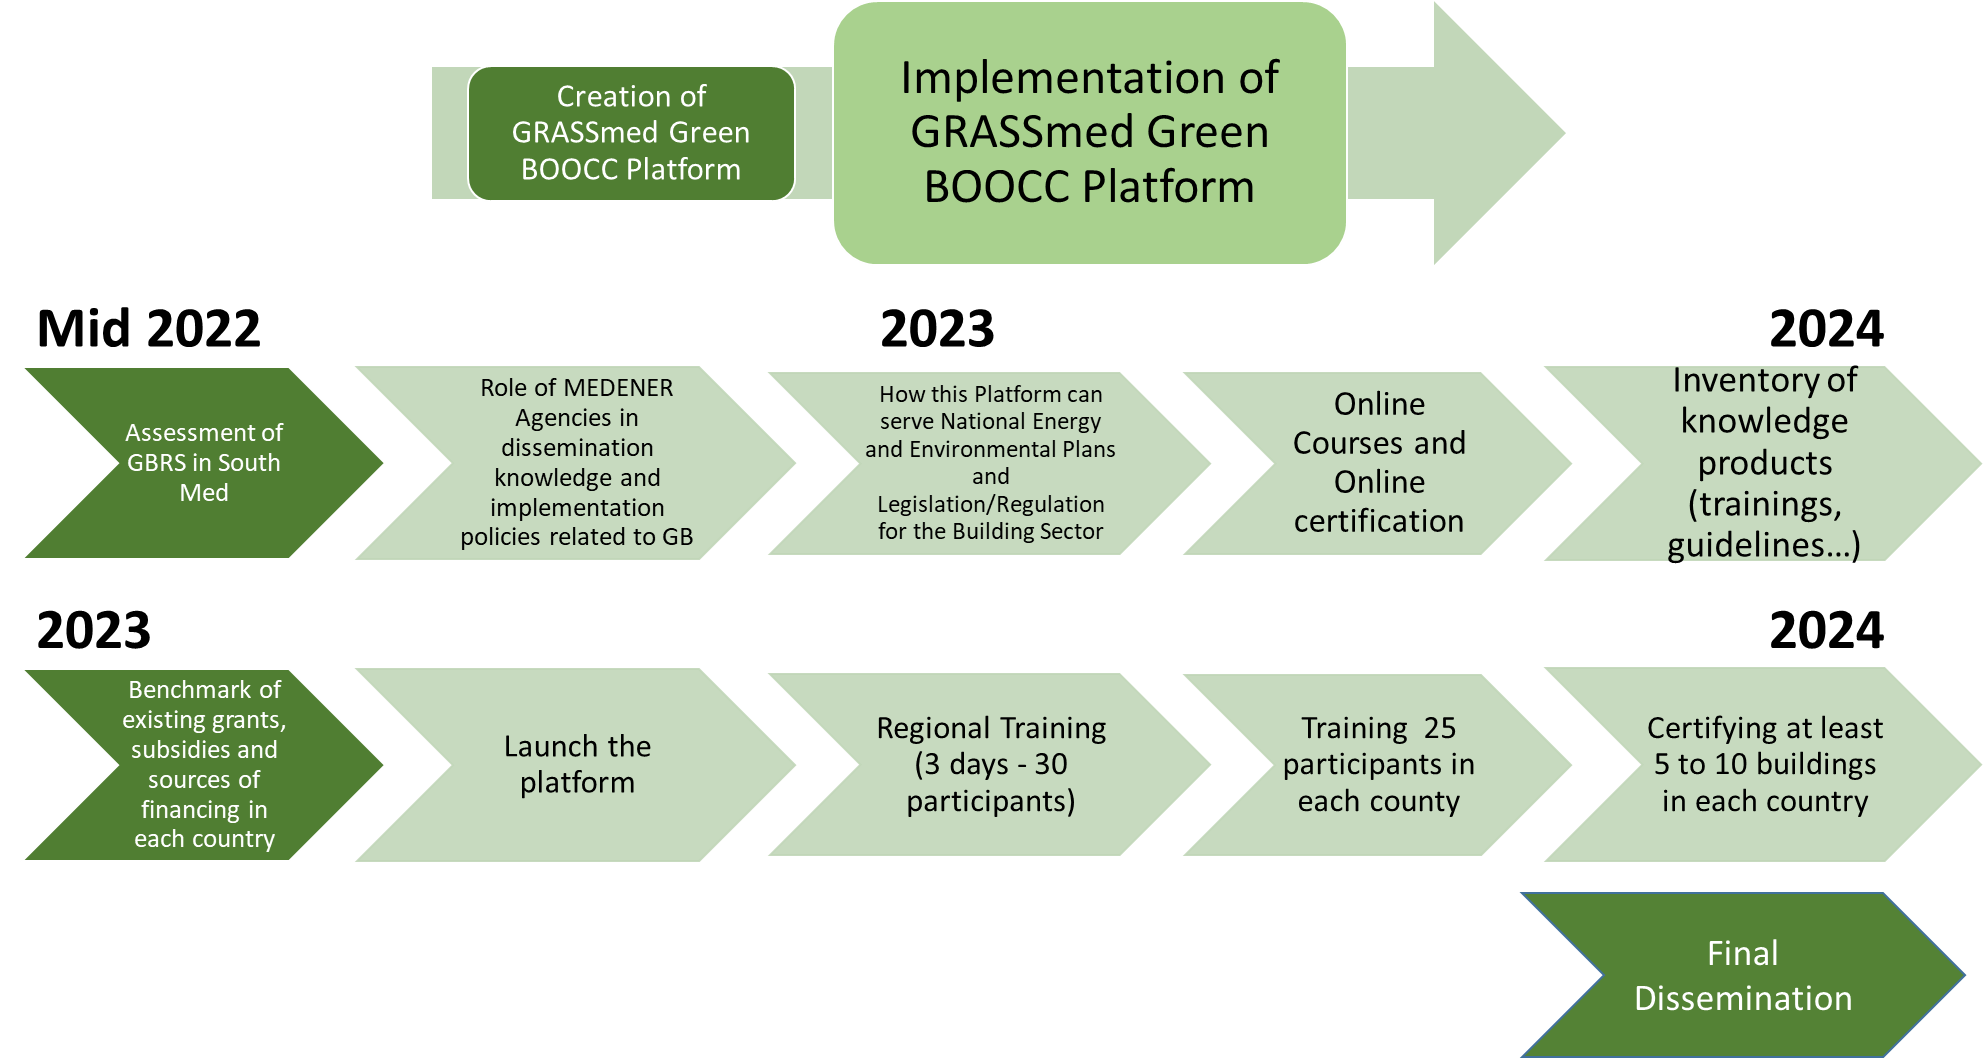 Creation of
GRASSmed Green
BOOCC Platform
Implementation of
GRASSmed Green
BOOCC Platform
Mid 2022
2023
2024
Assessment of
GBRS in South
Med
Role of MEDENER
Agencies in
dissemination
knowledge and
implementation
policies related to GB
How this Platform can
serve National Energy
and Environmental Plans
and
Legislation/Regulation
for the Building Sector
Online
Courses and
Online
certification
Inventory of
knowledge
products
(trainings,
guidelines...)
2023
2024
Benchmark of
existing grants,
subsidies and
sources of
financing in
each country
Launch the
platform
Regional Training
(3 days - 30
participants)
Training  25
participants in
each county
Certifying at least
5 to 10 buildings
in each country
Final
Dissemination